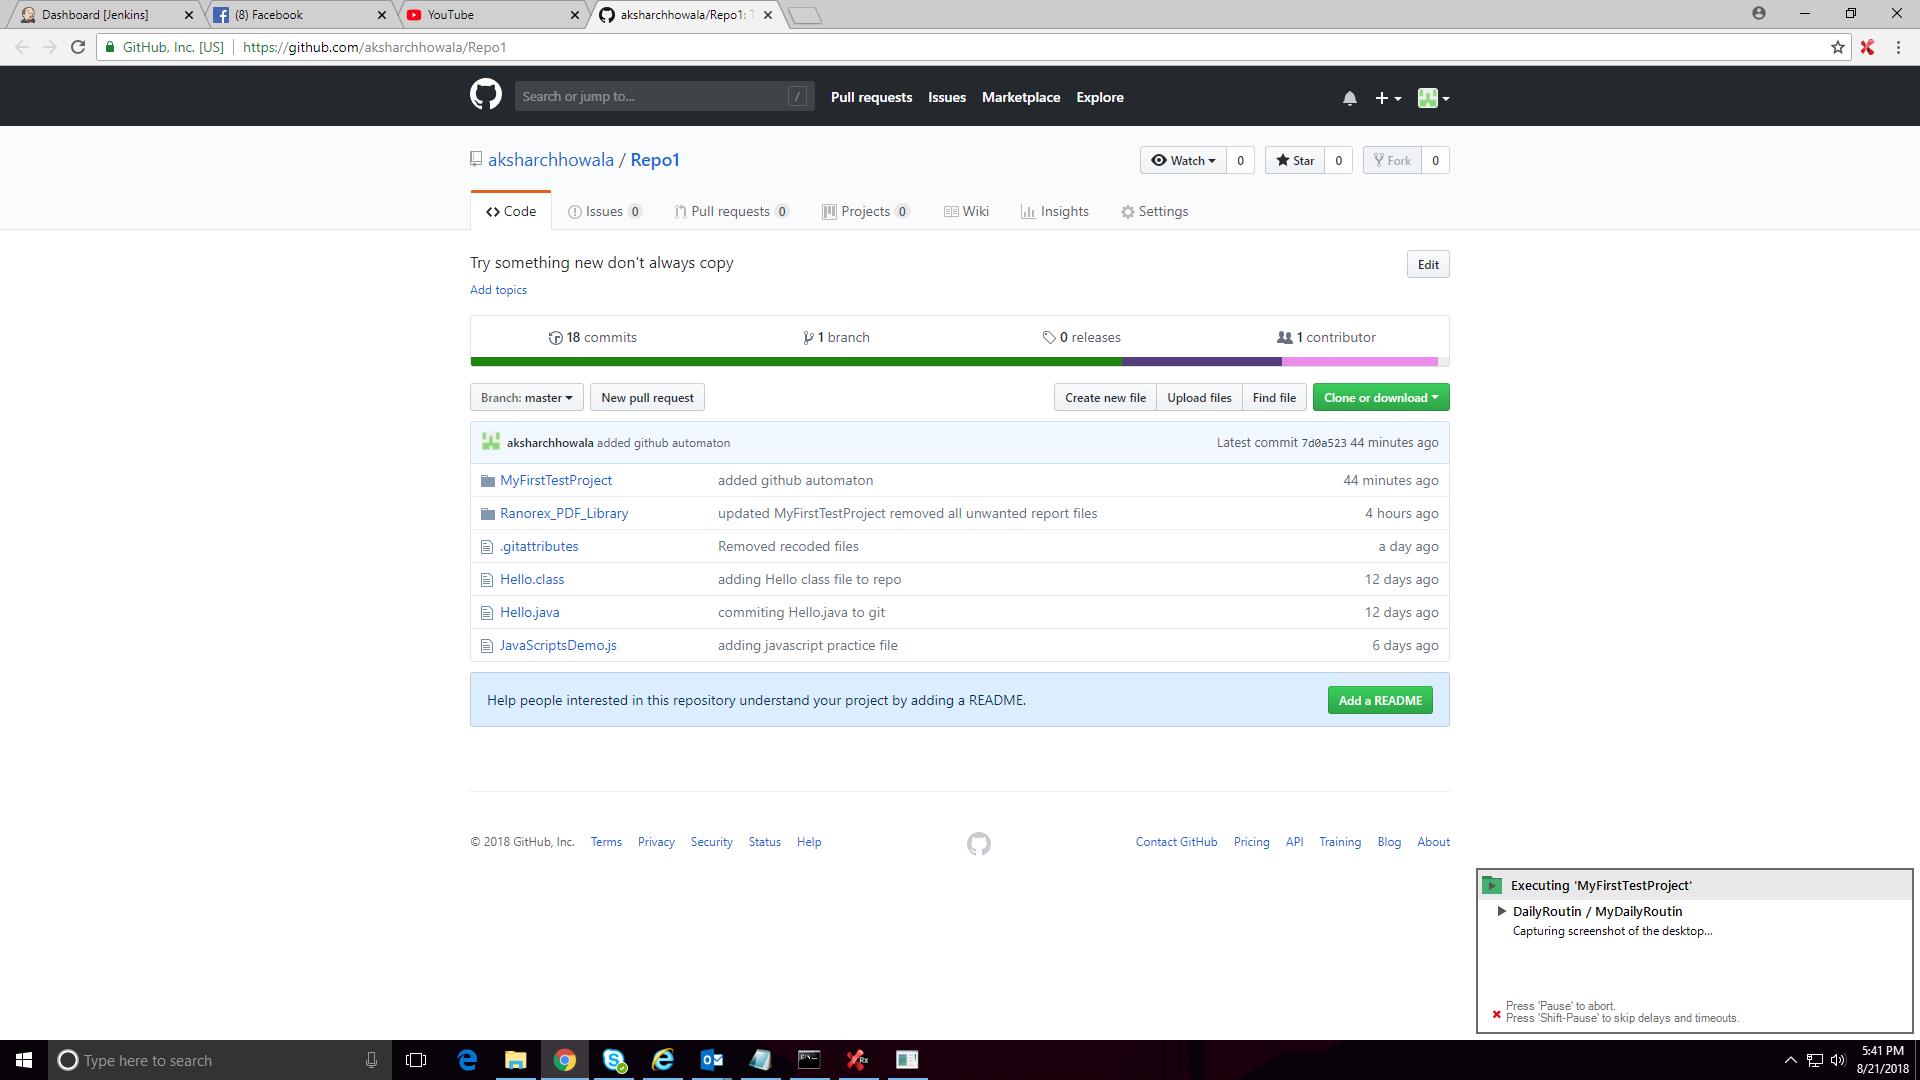 Dashboard [Jenkins]
(8) Facebook
YouTube
aksharchhowala/Repo1:
GitHub, Inc. [US]
https://github.com/aksharchhowala/Repo1
Search or jump to...
/
Pull requests
Issues
Marketplace
Explore
aksharchhowala / Repo1
Watch 0
Star 0
Fork 0
Code
Issues 0
Pull requests 0
Projects 0
Wiki
Insights
Settings
Try something new don't always copy
Edit
Add topics
18 commits
1 branch
0 releases
1 contributor
Branch: master
New pull request
Create new file
Upload files
Find file
Clone or download
aksharchhowala added github automaton
Latest commit 7d0a523 44 minutes ago
MyFirstTestProject added github automaton 44 minutes ago
Ranorex_PDF_Library updated MyFirstTestProject removed all unwanted report files 4 hours ago
.gitattributes Removed recoded files a day ago
Hello.class adding Hello class file to repo 12 days ago
Hello.java commiting Hello.java to git 12 days ago
JavaScriptsDemo.js adding javascript practice file 6 days ago
Help people interested in this repository understand your project by adding a README.
Add a README
© 2018 GitHub, Inc.
Terms
Privacy
Security
Status
Help
Contact GitHub
Pricing
API
Training
Blog
About
Executing 'MyFirstTestProject'
DailyRoutin / MyDailyRoutin
Capturing screenshot of the desktop...
Press 'Pause' to abort.
Press 'Shift-Pause' to skip delays and timeouts.
Type here to search
5:41 PM
8/21/2018